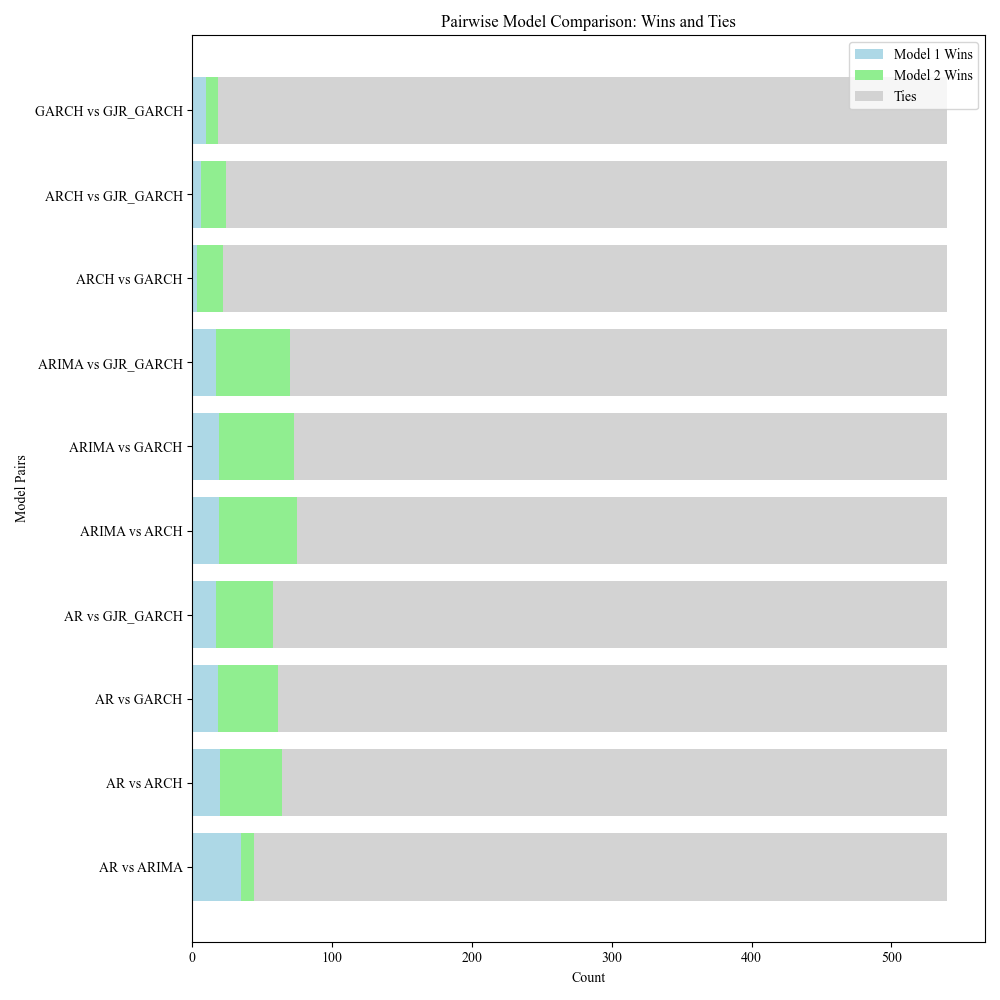 Pairwise Model Comparison: Wins and Ties
Model 1 Wins
Model 2 Wins
Ties
GARCH vs GJR_GARCH
ARCH vs GJR_GARCH
ARCH vs GARCH
ARIMA vs GJR_GARCH
ARIMA vs GARCH
ARIMA vs ARCH
AR vs GJR_GARCH
AR vs GARCH
AR vs ARCH
AR vs ARIMA
Model Pairs
0 100 200 300 400 500
Count